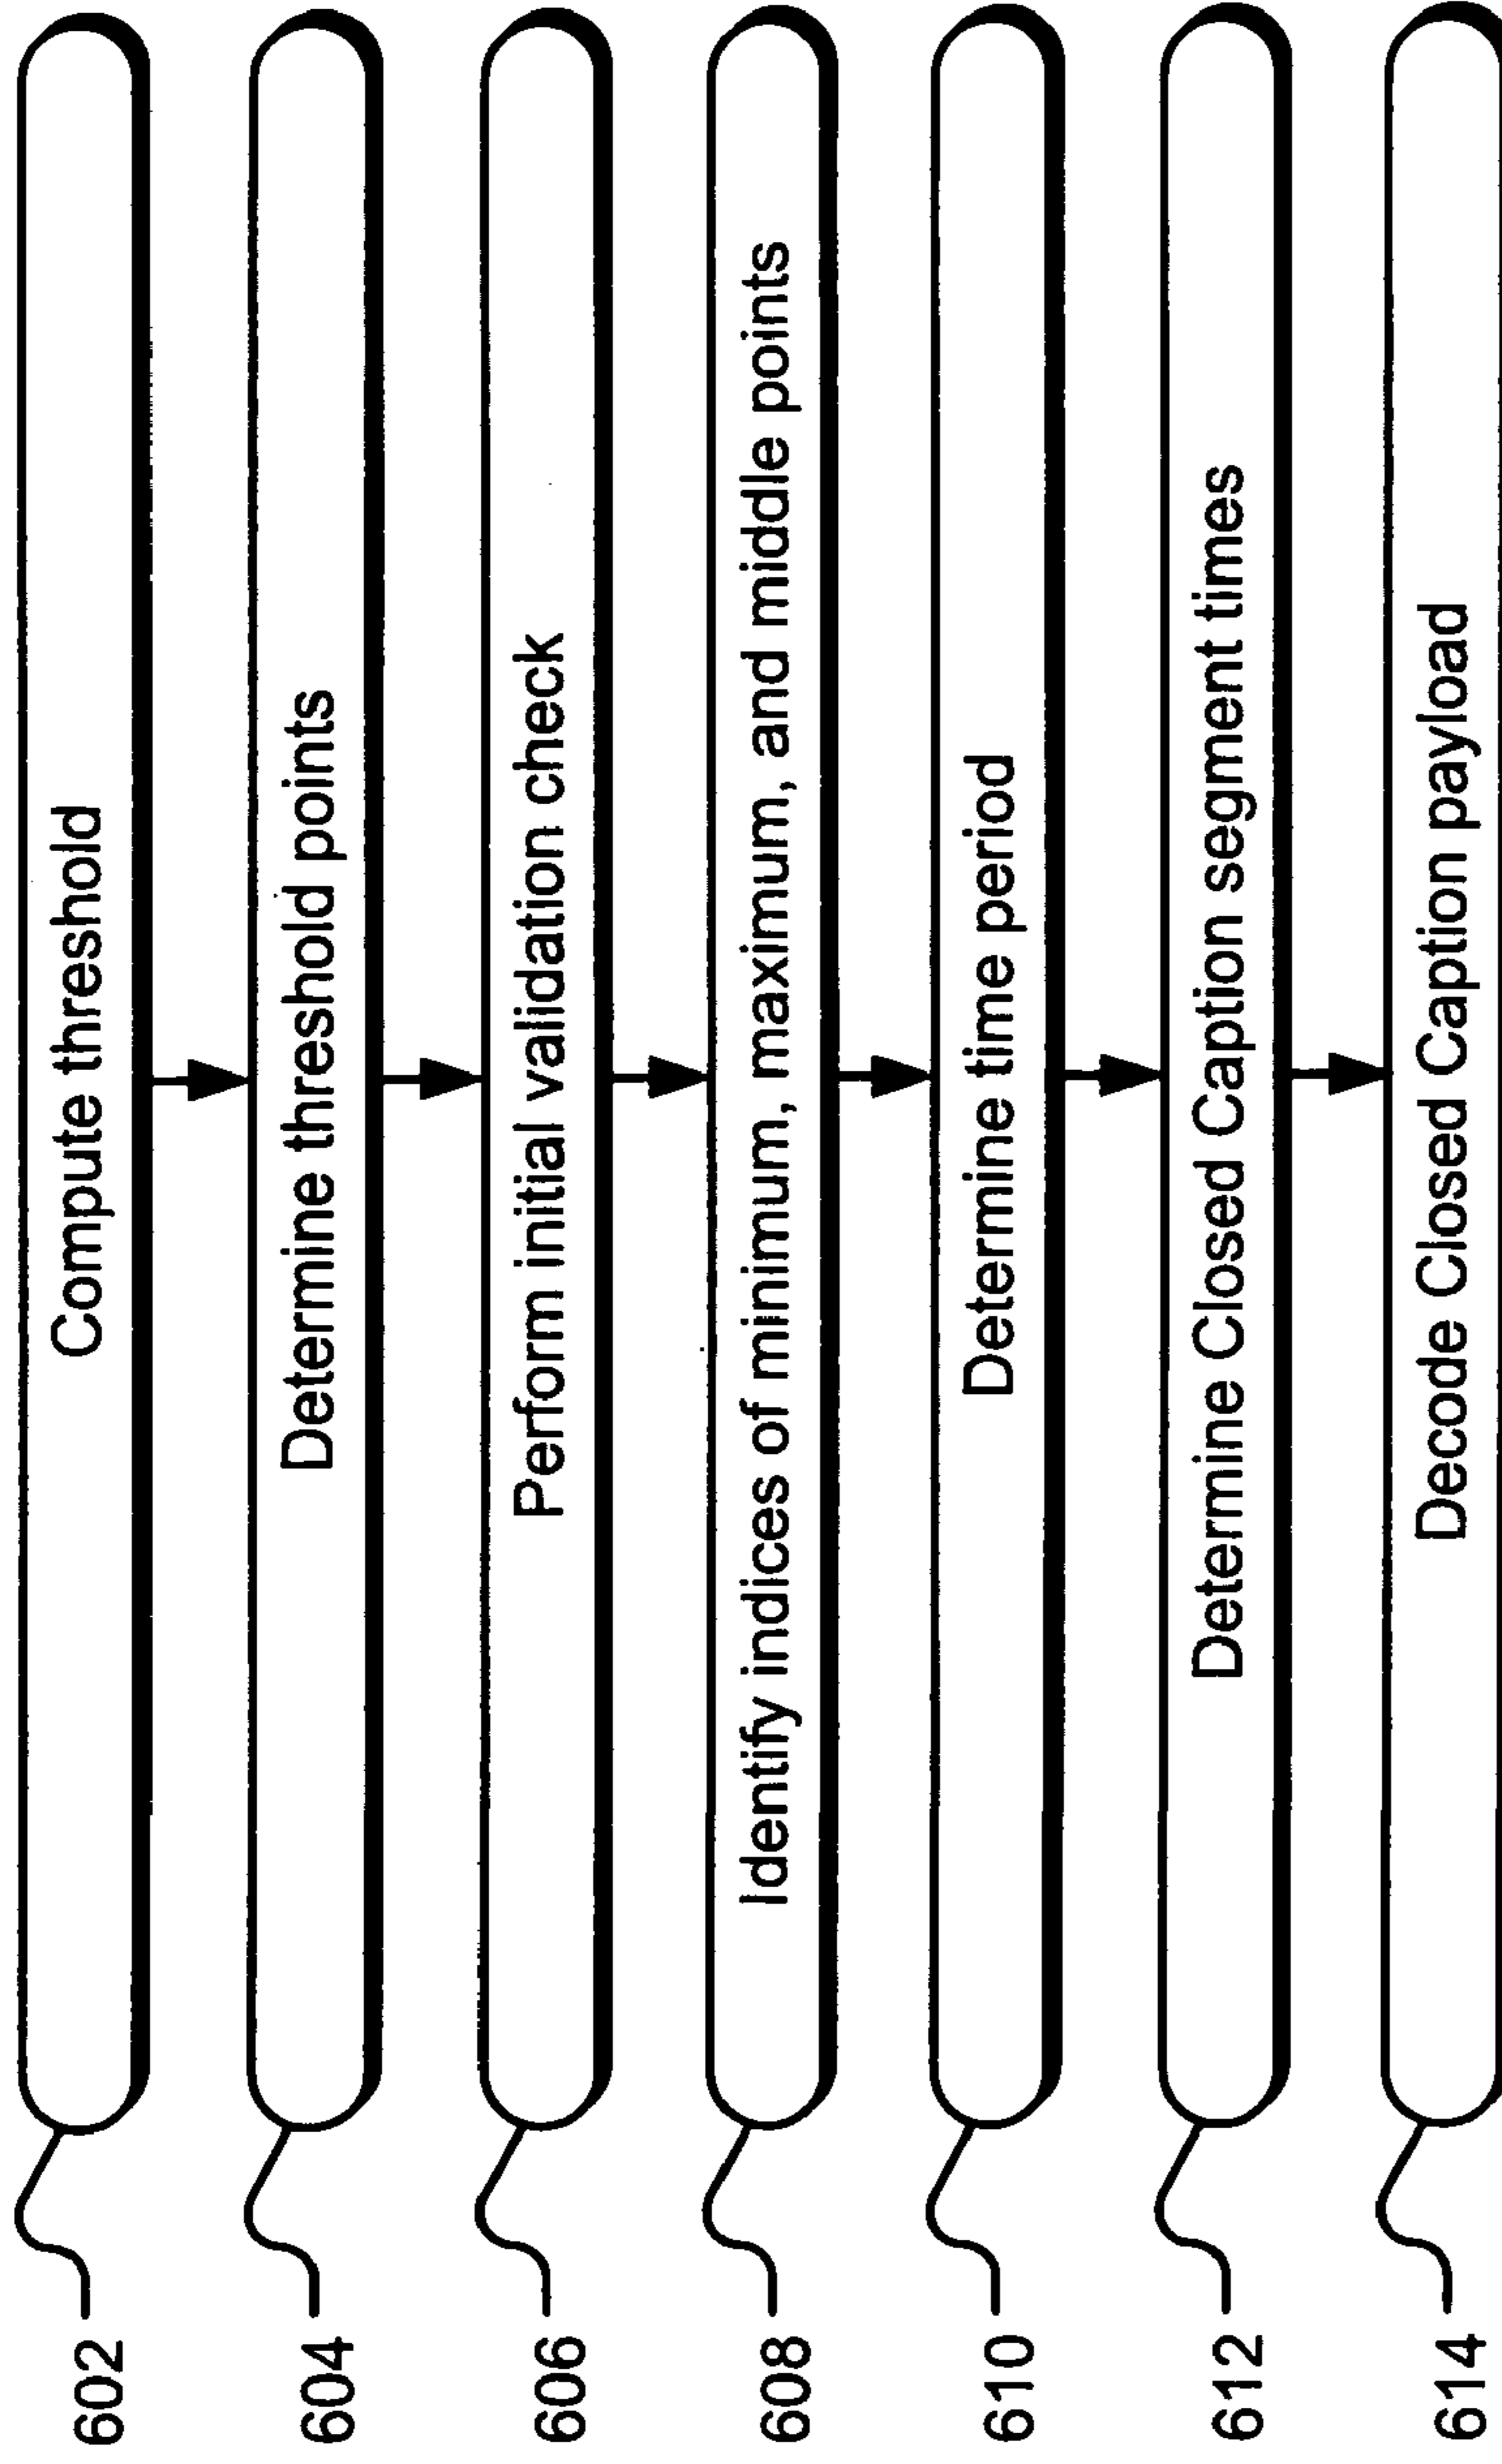 602
Compute threshold
604
Determine threshold points
606
Perform initial validation check
608
Identify indices of minimum, maximum, and middle points
610
Determine time period
612
Determine Closed Caption segment times
614
Decode Closed Caption payload